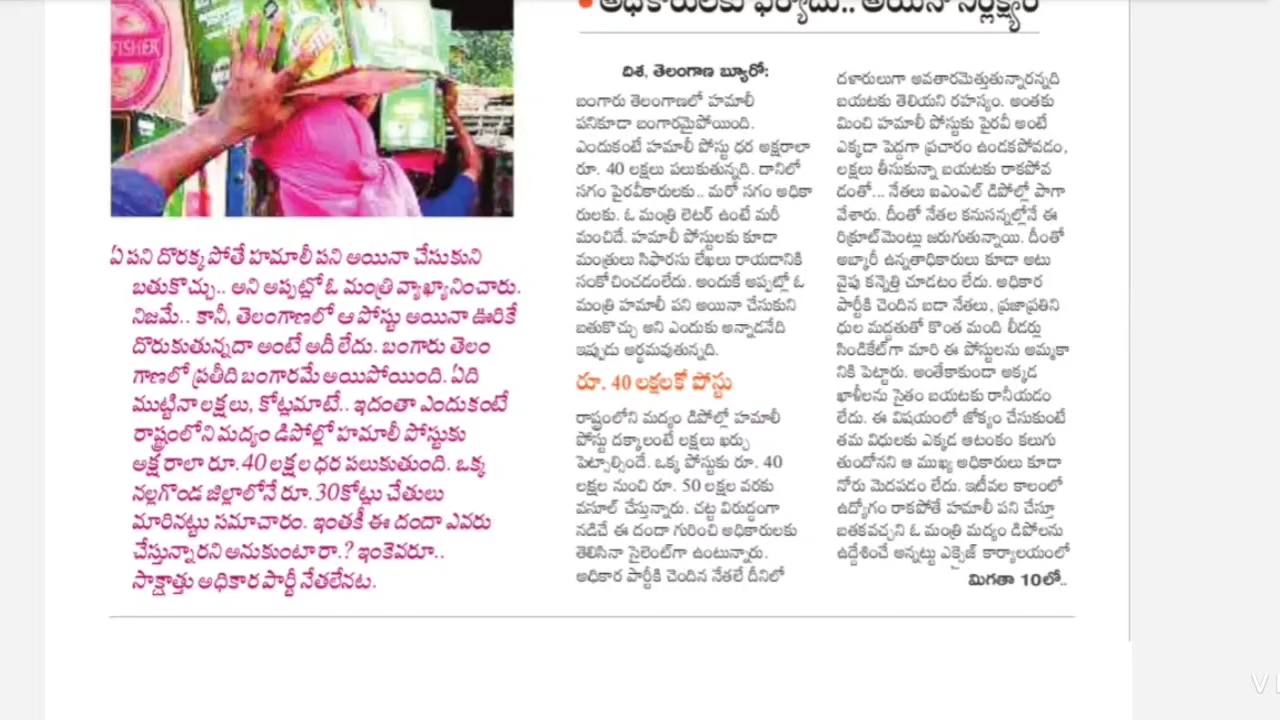 FISHER
అధికారులకు ఫిర్యాదు.. అయినా నిర్లక్ష్యం
ఏ పని దొరక్క పోతే హమాలీ పని అయినా చేసుకుని
బతుకొచ్చు.. అని అప్పట్లో ఓ మంత్రి వ్యాఖ్యానించారు.
నిజమే.. కానీ, తెలంగాణలో ఆ పోస్టు అయినా ఊరికే
దొరుకుతున్నదా అంటే అదీ లేదు. బంగారు తెలం
గాణలో ప్రతీది బంగారమే అయిపోయింది. ఏది
ముట్టినా లక్షలు, కోట్లమాటే.. ఇదంతా ఎందుకంటే
రాష్ట్రంలోని మద్యం డిపోల్లో హమాలీ పోస్టుకు
అక్ష రాలా రూ. 40 లక్షల ధర పలుకుతుంది. ఒక్క
నల్లగొండ జిల్లాలోనే రూ. 30కోట్లు చేతులు
మారినట్టు సమాచారం. ఇంతకీ ఈ దందా ఎవరు
చేస్తున్నారని అనుకుంటా రా.? ఇంకెవరూ..
సాక్షాత్తు అధికార పార్టీ నేతలేనట.
దిశ, తెలంగాణ బ్యూరో:
బంగారు తెలంగాణలో హమాలీ
పనికూడా బంగారమైపోయింది.
ఎందుకంటే హమాలీ పోస్టు ధర అక్షరాలా
రూ. 40 లక్షలు పలుకుతున్నది. దానిలో
సగం పైరవీకారులకు.. మరో సగం అధికా
రులకు. ఓ మంత్రి లెటర్ ఉంటే మరీ
మంచిదే. హమాలీ పోస్టులకు కూడా
మంత్రులు సిఫారసు లేఖలు రాయడానికి
సంకోచించడంలేదు. అందుకే అప్పట్లో ఓ
మంత్రి హమాలీ పని అయినా చేసుకుని
బతుకొచ్చు అని ఎందుకు అన్నాడనేది
ఇప్పుడు అర్థమవుతున్నది.
రూ. 40 లక్షలకో పోస్టు
రాష్ట్రంలోని మద్యం డిపోల్లో హమాలీ
పోస్టు దక్కాలంటే లక్షలు ఖర్చు
పెట్సాల్సిందే. ఒక్క పోస్టుకు రూ. 40
లక్షల నుంచి రూ. 50 లక్షల వరకు
వసూల్ చేస్తున్నారు. చట్ట విరుద్ధంగా
నడిచే ఈ దందా గురించి అధికారులకు
తెలిసినా సైలెంట్‌గా ఉంటున్నారు.
అధికార పార్టీకి చెందిన నేతలే దీనిలో
దళారులుగా అవతారమెత్తుతున్నారన్నది
బయటకు తెలియని రహస్యం. అంతకు
మించి హమాలీ పోస్టుకు పైరవీ అంటే
ఎక్కడా పెద్దగా ప్రచారం ఉండకపోవడం,
లక్షలు తీసుకున్నా బయటకు రాకపోవ
డంతో... నేతలు ఐఎంఎల్ డిపోల్లో పాగా
వేశారు. దీంతో నేతల కనుసన్నల్లోనే ఈ
రిక్రూట్‌మెంట్లు జరుగుతున్నాయి. దీంతో
అబ్కారీ ఉన్నతాధికారులు కూడా అటు
వైపు కన్నెత్తి చూడటం లేదు. అధికార
పార్టీకి చెందిన బడా నేతలు, ప్రజాప్రతిని
ధుల మద్దతుతో కొంత మంది లీడర్లు
సిండికేట్‌గా మారి ఈ పోస్టులను అమ్మకా
నికి పెట్టారు. అంతేకాకుండా అక్కడ
ఖాళీలను సైతం బయటకు రానీయడం
లేదు. ఈ విషయంలో జోక్యం చేసుకుంటే
తమ విధులకు ఎక్కడ ఆటంకం కలుగు
తుందోనని ఆ ముఖ్య అధికారులు కూడా
నోరు మెదపడం లేదు. ఇటీవల కాలంలో
ఉద్యోగం రాకపోతే హమాలీ పని చేస్తూ
బతకవచ్చని ఓ మంత్రి మద్యం డిపోలను
ఉద్దేశించే అన్నట్టు ఎక్సైజ్ కార్యాలయంలో
మిగతా 10లో..